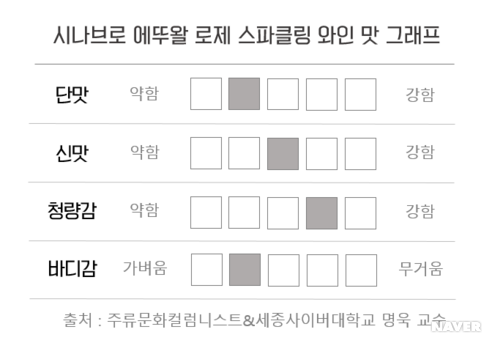 시나브로 에뚜왈 로제 스파클링 와인 맛 그래프
단맛 약함 강함
신맛 약함 강함
청량감 약함 강함
바디감 가벼움 무거움
출처 : 주류문화컬럼니스트&세종사이버대학교 명욱 교수
NAVER